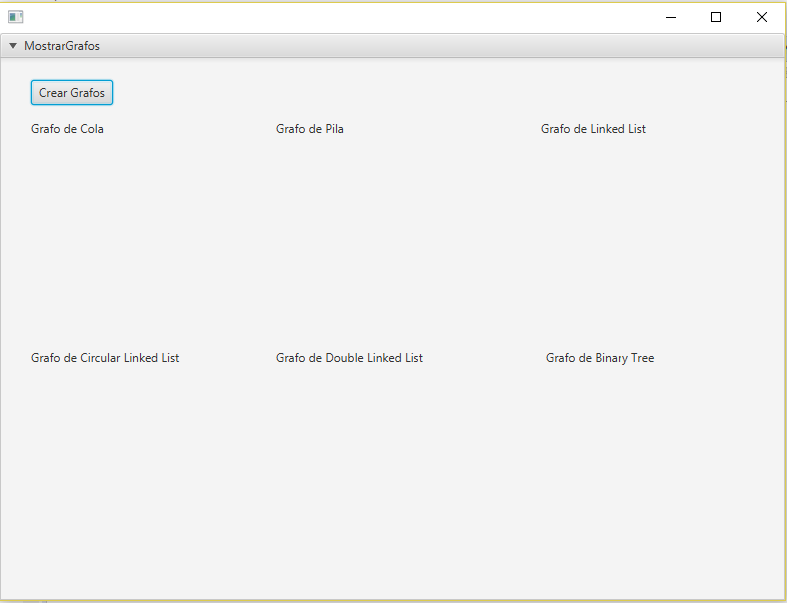 MostrarGrafos
Crear Grafos
Grafo de Cola
Grafo de Pila
Grafo de Linked List
Grafo de Circular Linked List
Grafo de Double Linked List
Grafo de Binary Tree